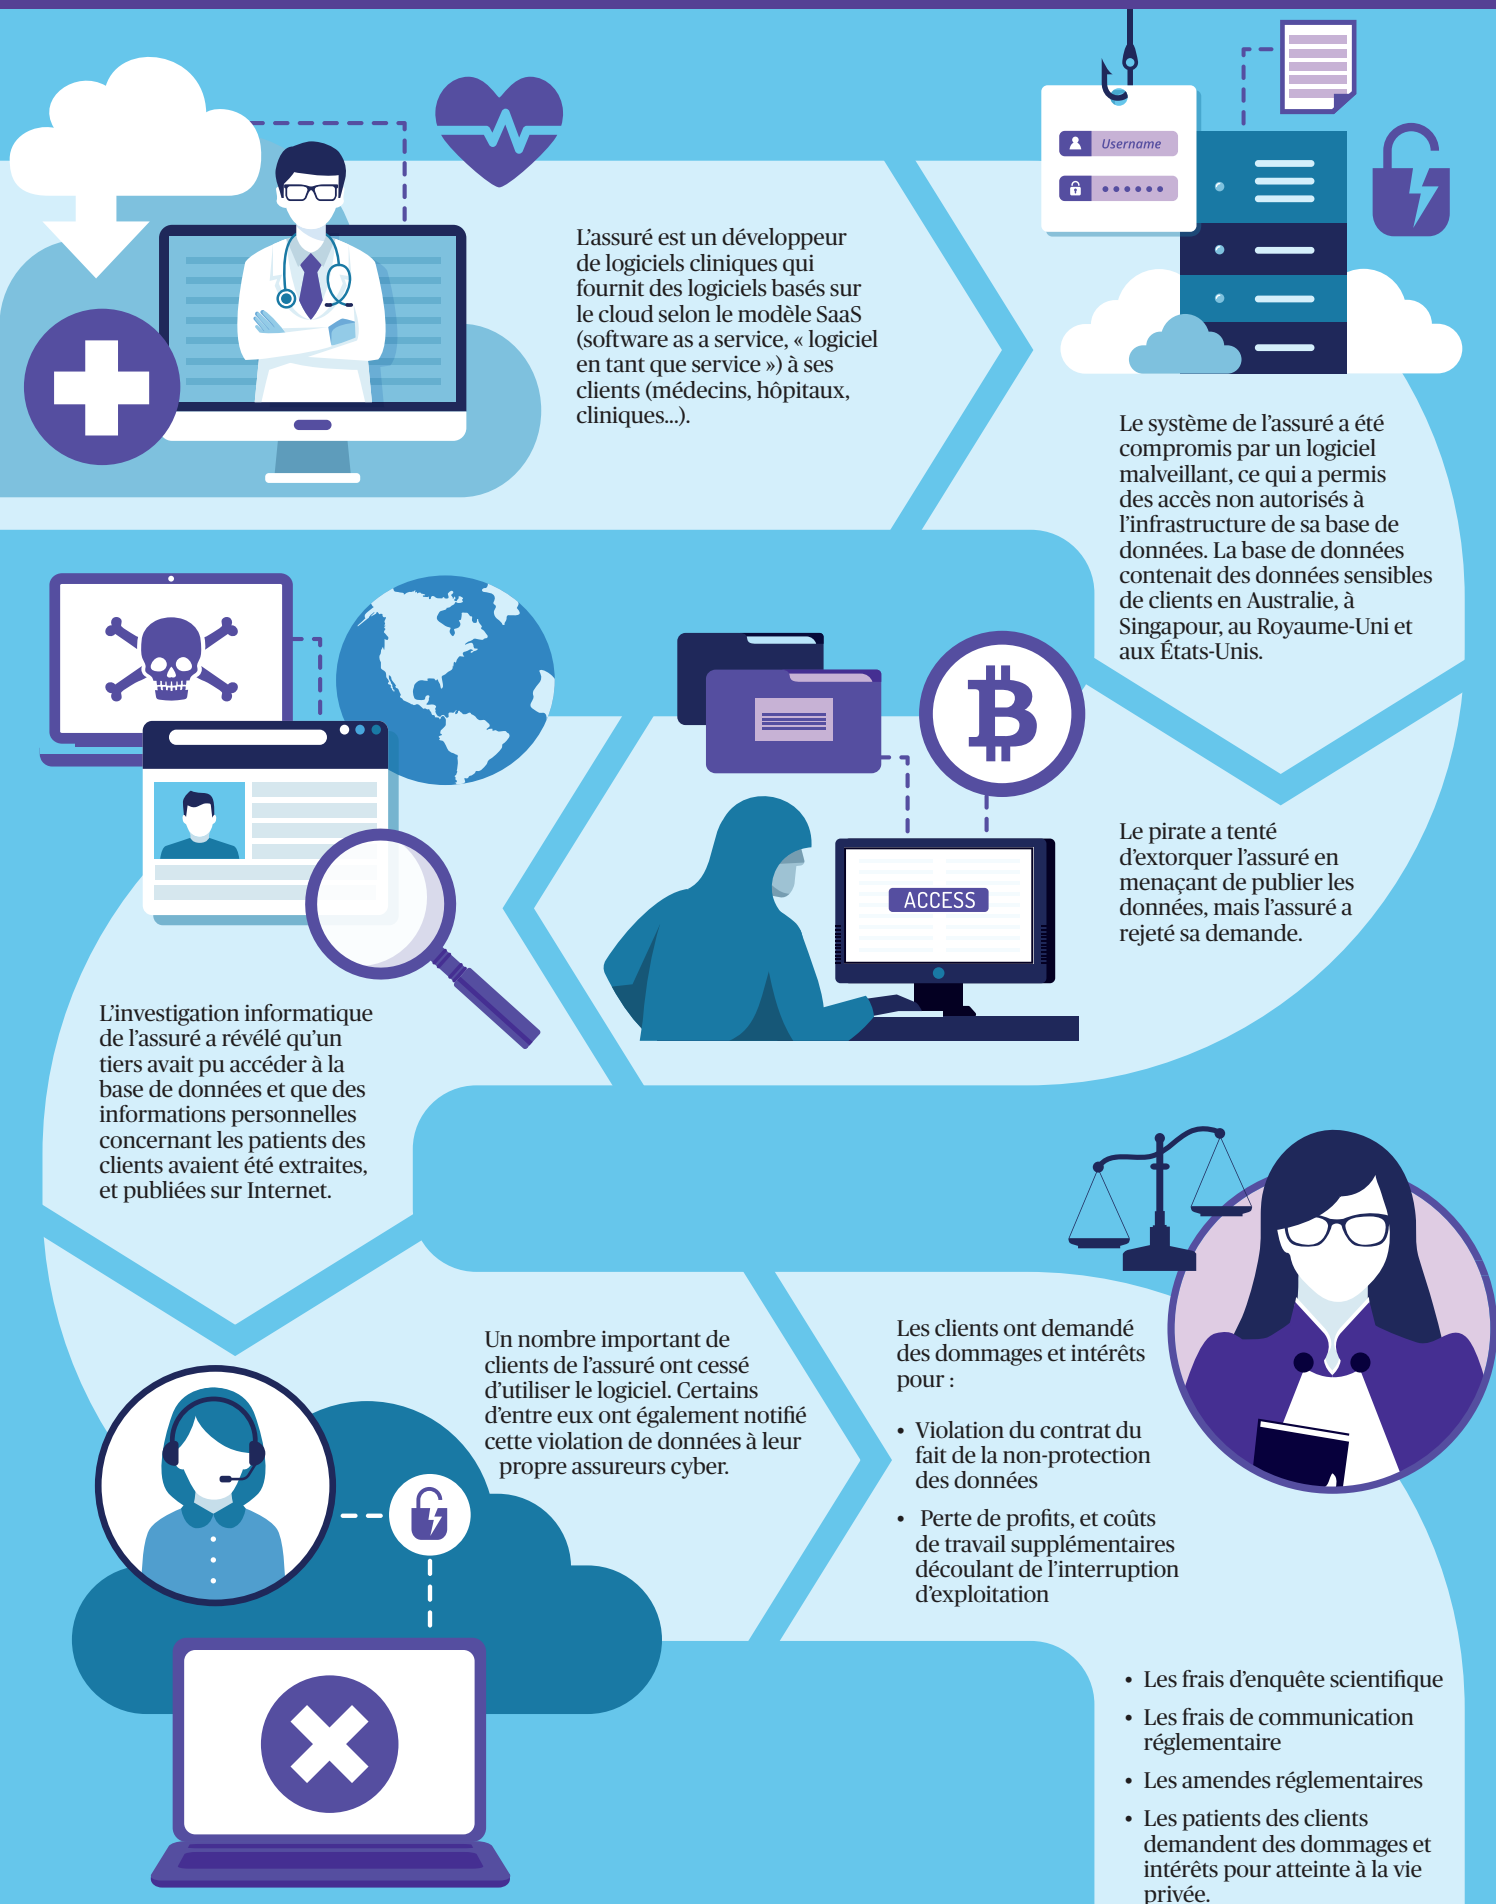 L'assuré est un développeur
de logiciels cliniques qui
fournit des logiciels basés sur
le cloud selon le modèle SaaS
(software as a service, « logiciel
en tant que service ») à ses
clients (médecins, hôpitaux,
cliniques...).
Username
Le système de l'assuré a été
compromis par un logiciel
malveillant, ce qui a permis
des accès non autorisés à
l'infrastructure de sa base de
données. La base de données
contenait des données sensibles
de clients en Australie, à
Singapour, au Royaume-Uni et
aux États-Unis.
Le pirate a tenté
d'extorquer l'assuré en
menaçant de publier les
données, mais l'assuré a
rejeté sa demande.
ACCESS
L'investigation informatique
de l'assuré a révélé qu'un
tiers avait pu accéder à la
base de données et que des
informations personnelles
concernant les patients des
clients avaient été extraites,
et publiées sur Internet.
Un nombre important de
clients de l'assuré ont cessé
d'utiliser le logiciel. Certains
d'entre eux ont également notifié
cette violation de données à leur
propre assureurs cyber.
Les clients ont demandé
des dommages et intérêts
pour :
• Violation du contrat du
fait de la non-protection
des données
• Perte de profits, et coûts
de travail supplémentaires
découlant de l'interruption
d'exploitation
• Les frais d'enquête scientifique
• Les frais de communication
réglementaire
• Les amendes réglementaires
• Les patients des clients
demandent des dommages et
intérêts pour atteinte à la vie
privée.